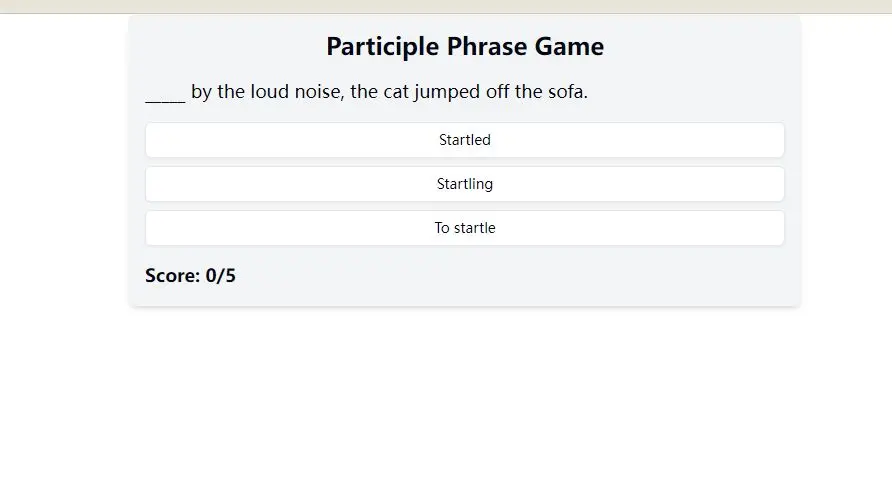 Participle Phrase Game
_____ by the loud noise, the cat jumped off the sofa.
Startled
Startling
To startle
Score: 0/5